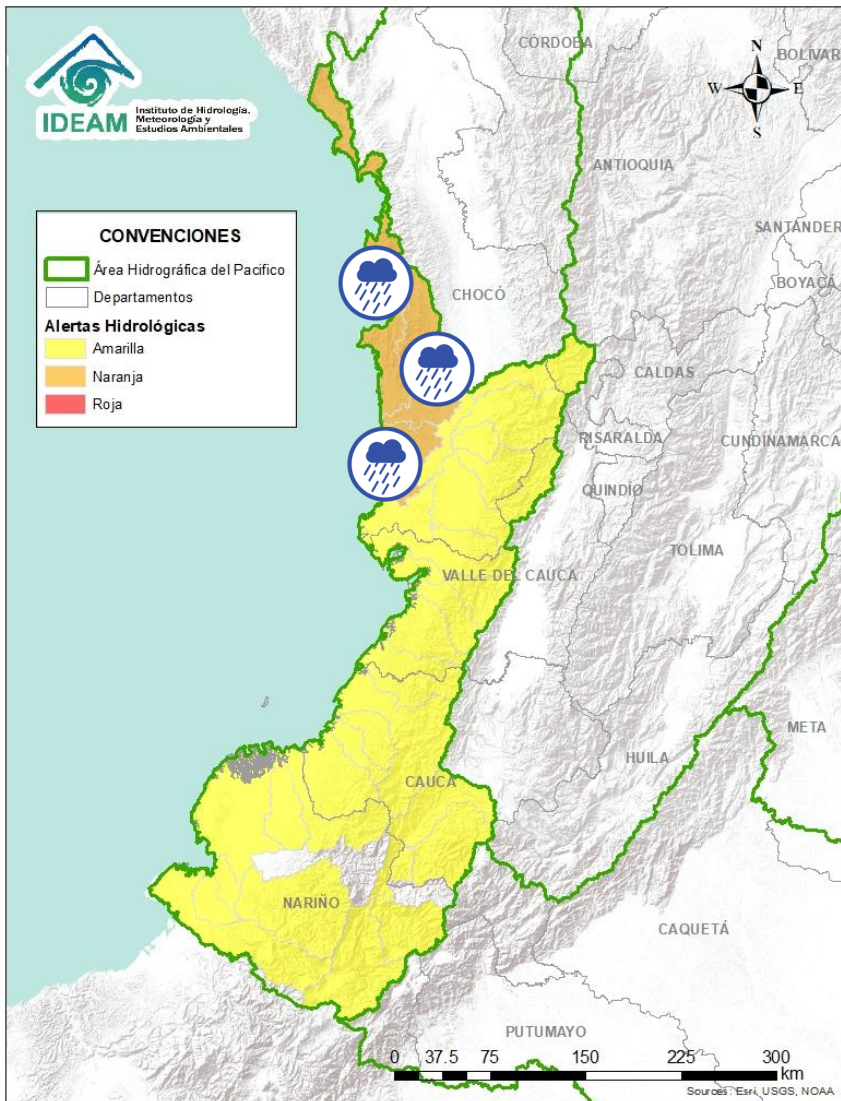 IDEAM
Instituto de Hidrología,
Meteorología y
Estudios Ambientales
CÓRDOBA
BOLIVAR
N
W
E
S
ANTIOQUIA
SANTANDER
CONVENCIONES
Área Hidrográfica del Pacifico
Departamentos
Alertas Hidrológicas
Amarilla
Naranja
Roja
BOYACÁ
CHOCÓ
CALDAS
RISARALDA
CUNDINAMARCA
QUINDÍO
TOLIMA
VALLE DEL CAUCA
META
HUILA
CAUCA
NARIÑO
CAQUETÁ
PUTUMAYO
0 37.5 75 150 225 300
km
Sources: Esri, USGS, NOAA